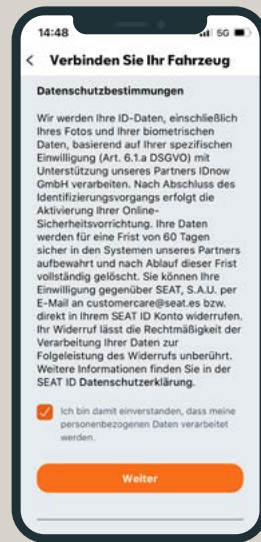 14:48
5G
Verbinden Sie Ihr Fahrzeug
Datenschutzbestimmungen
Wir werden Ihre ID-Daten, einschließlich
Ihres Fotos und Ihrer biometrischen
Daten, basierend auf Ihrer spezifischen
Einwilligung (Art. 6.1.a DSGVO) mit
Unterstützung unseres Partners IDnow
GmbH verarbeiten. Nach Abschluss des
Identifizierungsvorgangs erfolgt die
Aktivierung Ihrer Online-
Sicherheitsvorrichtung. Ihre Daten
werden für eine Frist von 60 Tagen
sicher in den Systemen unseres Partners
aufbewahrt und nach Ablauf dieser Frist
vollständig gelöscht. Sie können Ihre
Einwilligung gegenüber SEAT, S.A.U. per
E-Mail an customercare@seat.es bzw.
direkt in Ihrem SEAT ID Konto widerrufen.
Ihr Widerruf lässt die Rechtmäßigkeit der
Verarbeitung Ihrer Daten zur
Folgeleistung des Widerrufs unberührt.
Weitere Informationen finden Sie in der
SEAT ID Datenschutzerklärung.
Ich bin damit einverstanden, dass meine
personenbezogenen Daten verarbeitet
werden.
Weiter